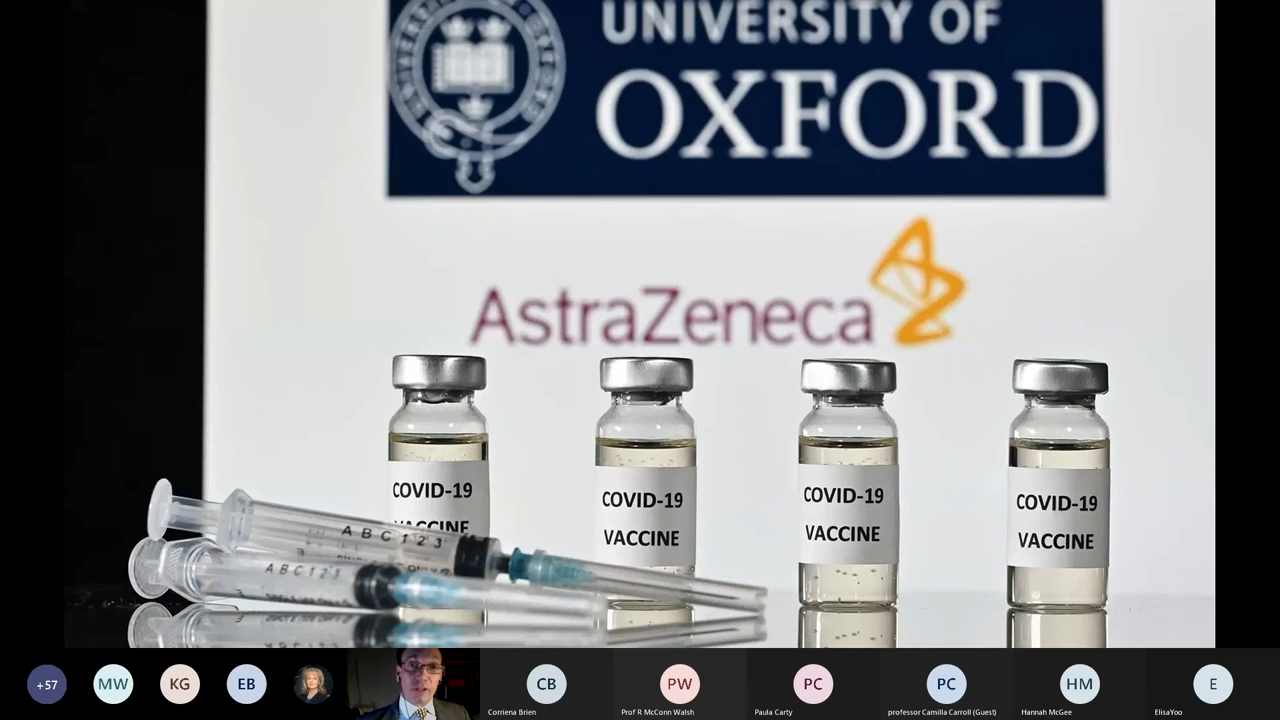 UNIVERSITY OF
OXFORD
AstraZeneca
COVID-19
VACCINE
COVID-19
VACCINE
COVID-19
VACCINE
COVID-19
VACCINE
ABC123
ABC123
+57
MW
KG
EB
CB
Corriena Brien
PW
Prof R McConn Walsh
PC
Paula Carty
PC
professor Camilla Carroll (Guest)
HM
Hannah McGee
E
ElisaYoo